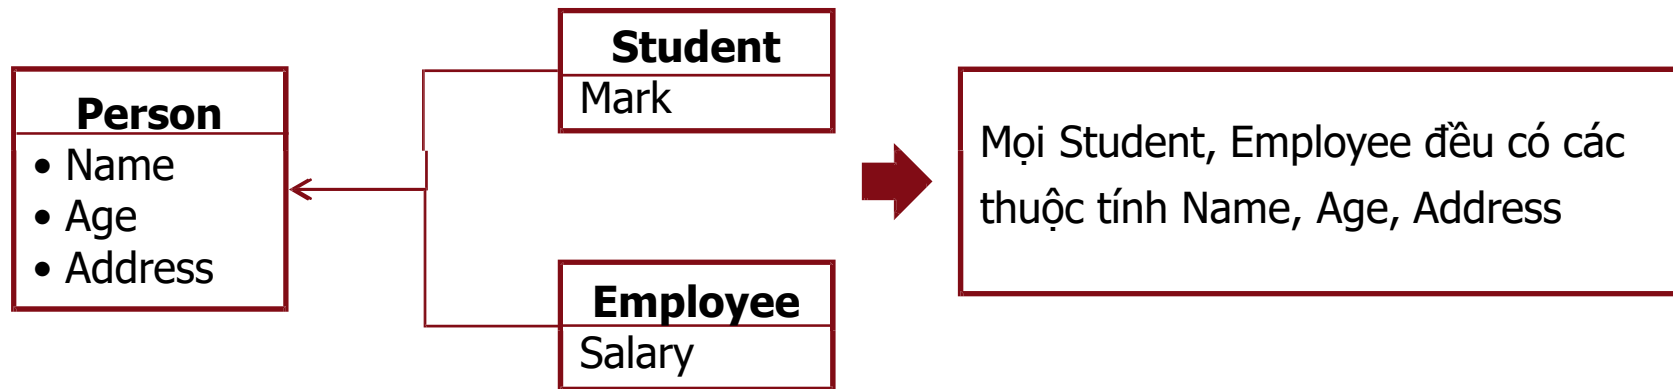 Person
• Name
• Age
• Address
Student
Mark
Employee
Salary
Mọi Student, Employee đều có các
thuộc tính Name, Age, Address